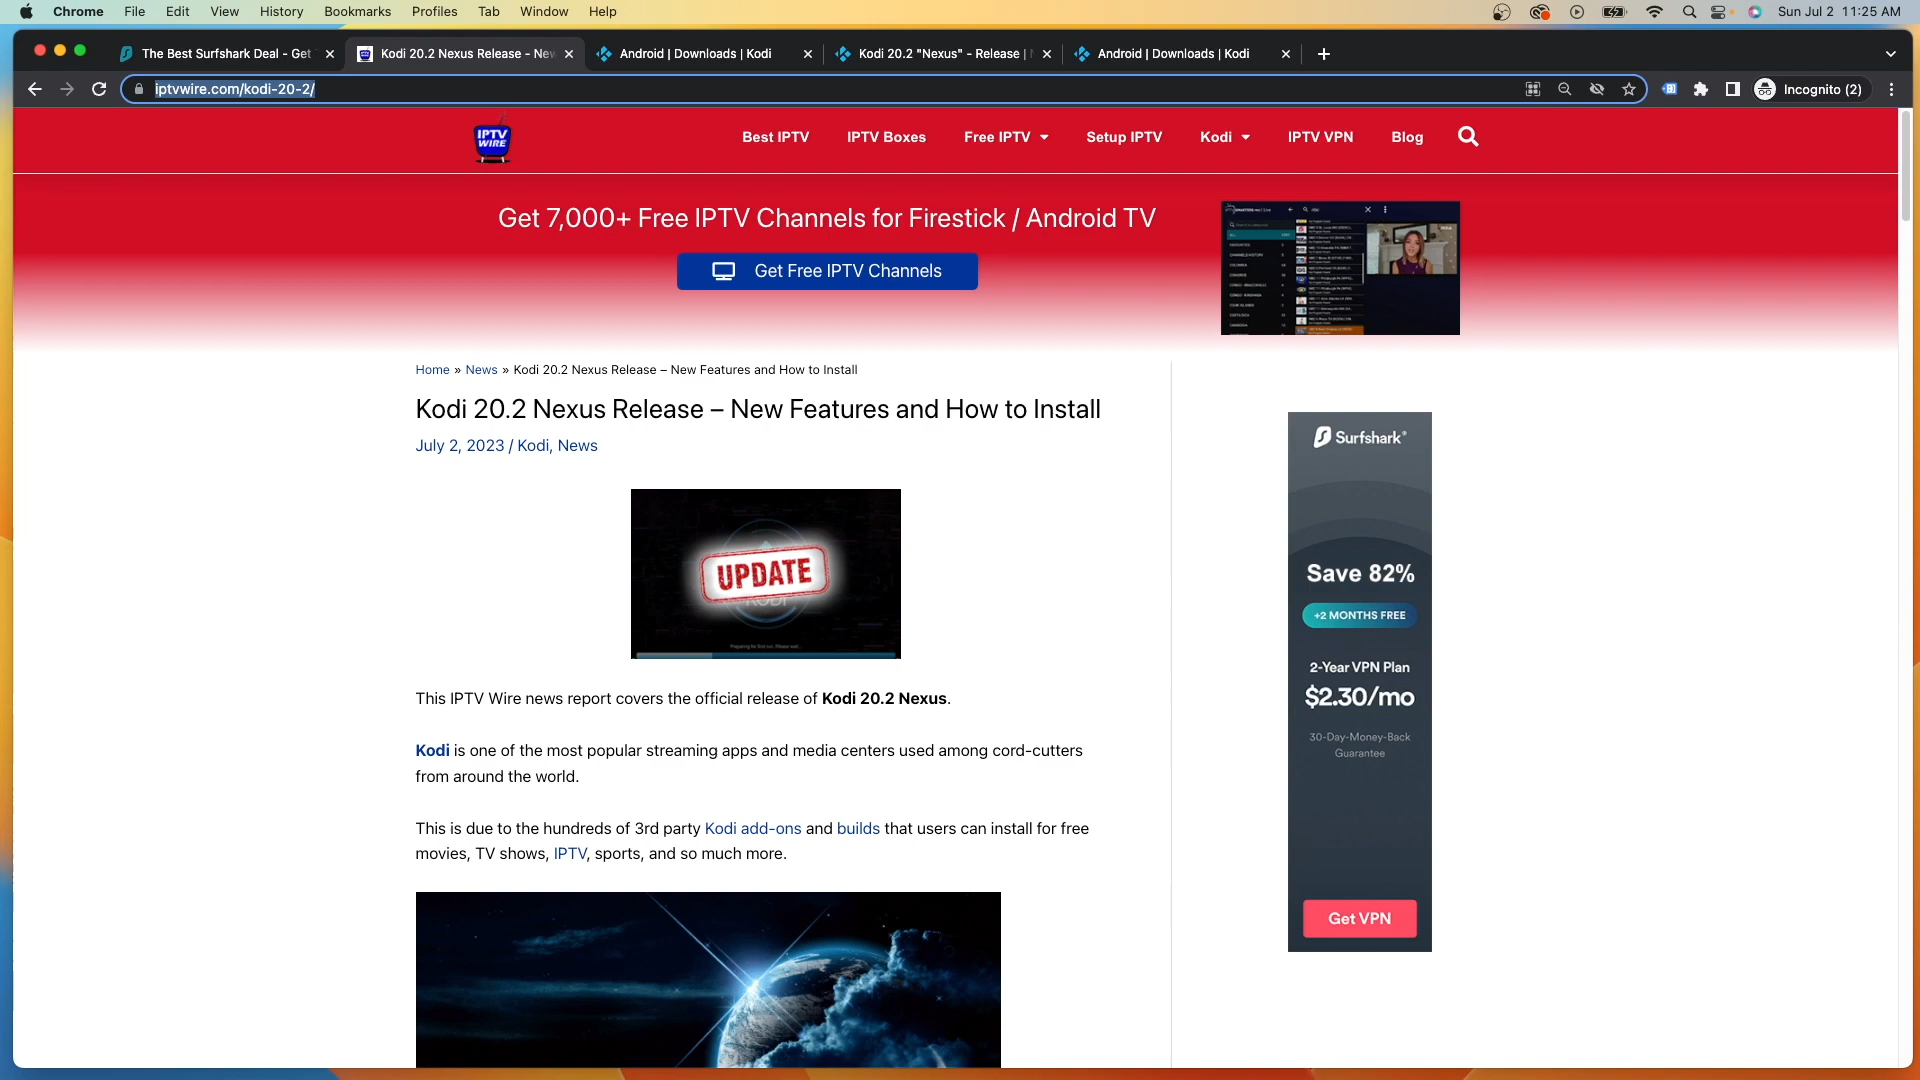 Chrome File Edit View History Bookmarks Profiles Tab Window Help Sun Jul 2 11:25 AM
The Best Surfshark Deal - Get Kodi 20.2 Nexus Release - New Android | Downloads | Kodi Kodi 20.2 "Nexus" - Release | Android | Downloads | Kodi
iptvwire.com/kodi-20-2/ Incognito (2)
IPTV
WIRE
Best IPTV IPTV Boxes Free IPTV Setup IPTV Kodi IPTV VPN Blog
Get 7,000+ Free IPTV Channels for Firestick / Android TV
Get Free IPTV Channels
Home » News » Kodi 20.2 Nexus Release – New Features and How to Install
Kodi 20.2 Nexus Release – New Features and How to Install
July 2, 2023 / Kodi, News
UPDATE
KODI
Preparing for first run. Please wait...
This IPTV Wire news report covers the official release of Kodi 20.2 Nexus.
Kodi is one of the most popular streaming apps and media centers used among cord-cutters
from around the world.
This is due to the hundreds of 3rd party Kodi add-ons and builds that users can install for free
movies, TV shows, IPTV, sports, and so much more.
Surfshark®
Save 82%
+2 MONTHS FREE
2-Year VPN Plan
$2.30/mo
30-Day-Money-Back
Guarantee
Get VPN